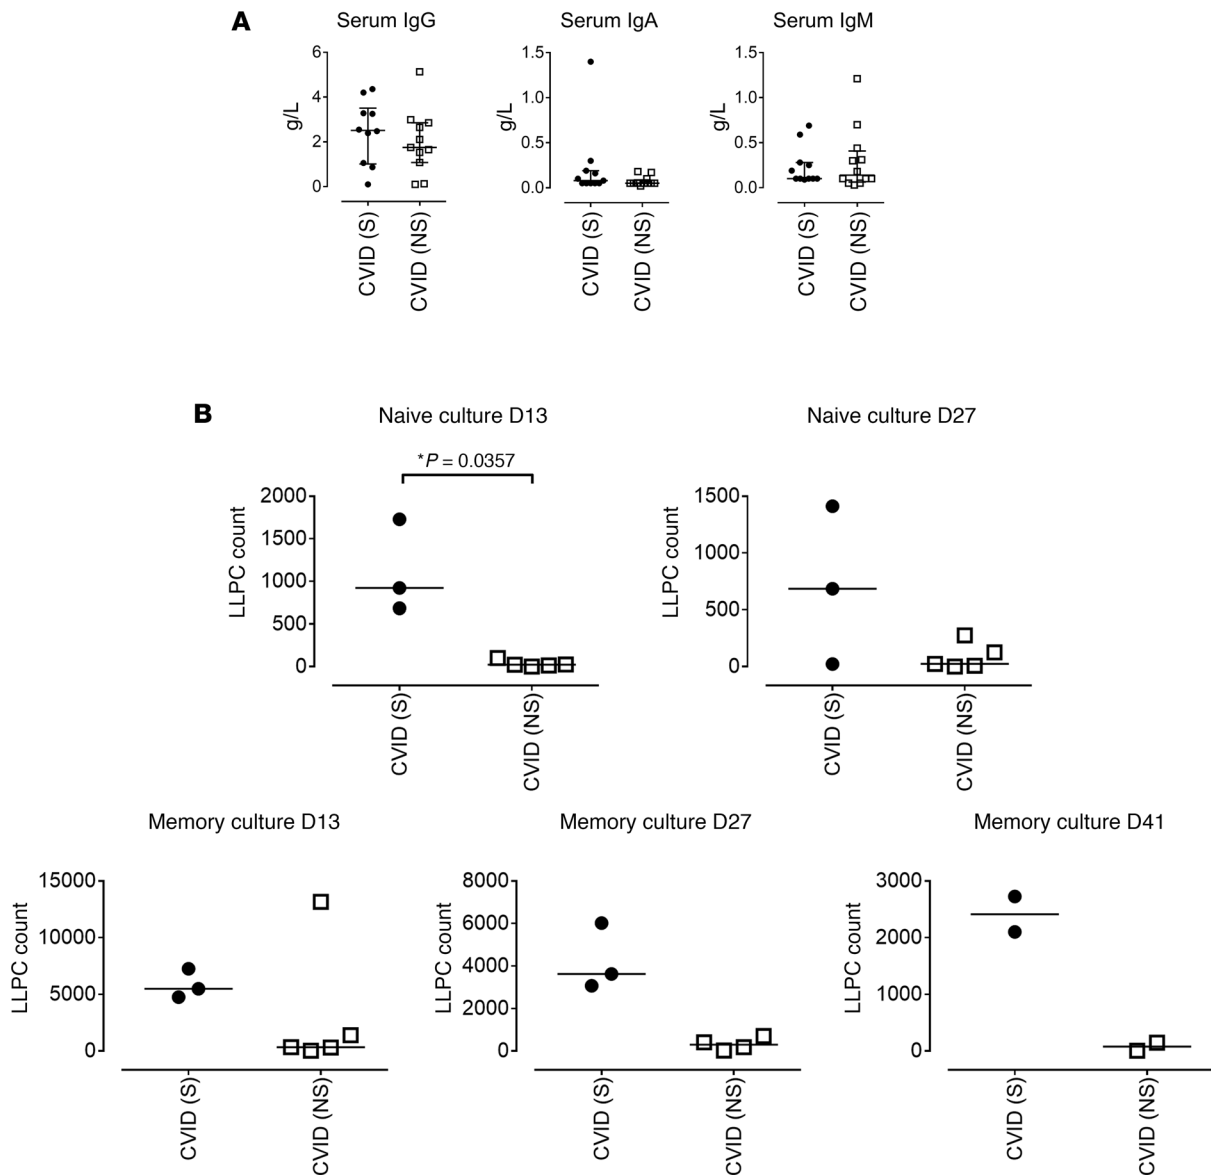 A
Serum IgG
Serum IgA
Serum IgM
g/L
6
4
2
0
CVID (S)
CVID (NS)
g/L
1.5
1.0
0.5
0.0
CVID (S)
CVID (NS)
g/L
1.5
1.0
0.5
0.0
CVID (S)
CVID (NS)
B
Naive culture D13
*P = 0.0357
LLPC count
2000
1500
1000
500
0
CVID (S)
CVID (NS)
Naive culture D27
LLPC count
1500
1000
500
0
CVID (S)
CVID (NS)
Memory culture D13
LLPC count
15000
10000
5000
0
CVID (S)
CVID (NS)
Memory culture D27
LLPC count
8000
6000
4000
2000
0
CVID (S)
CVID (NS)
Memory culture D41
LLPC count
3000
2000
1000
0
CVID (S)
CVID (NS)